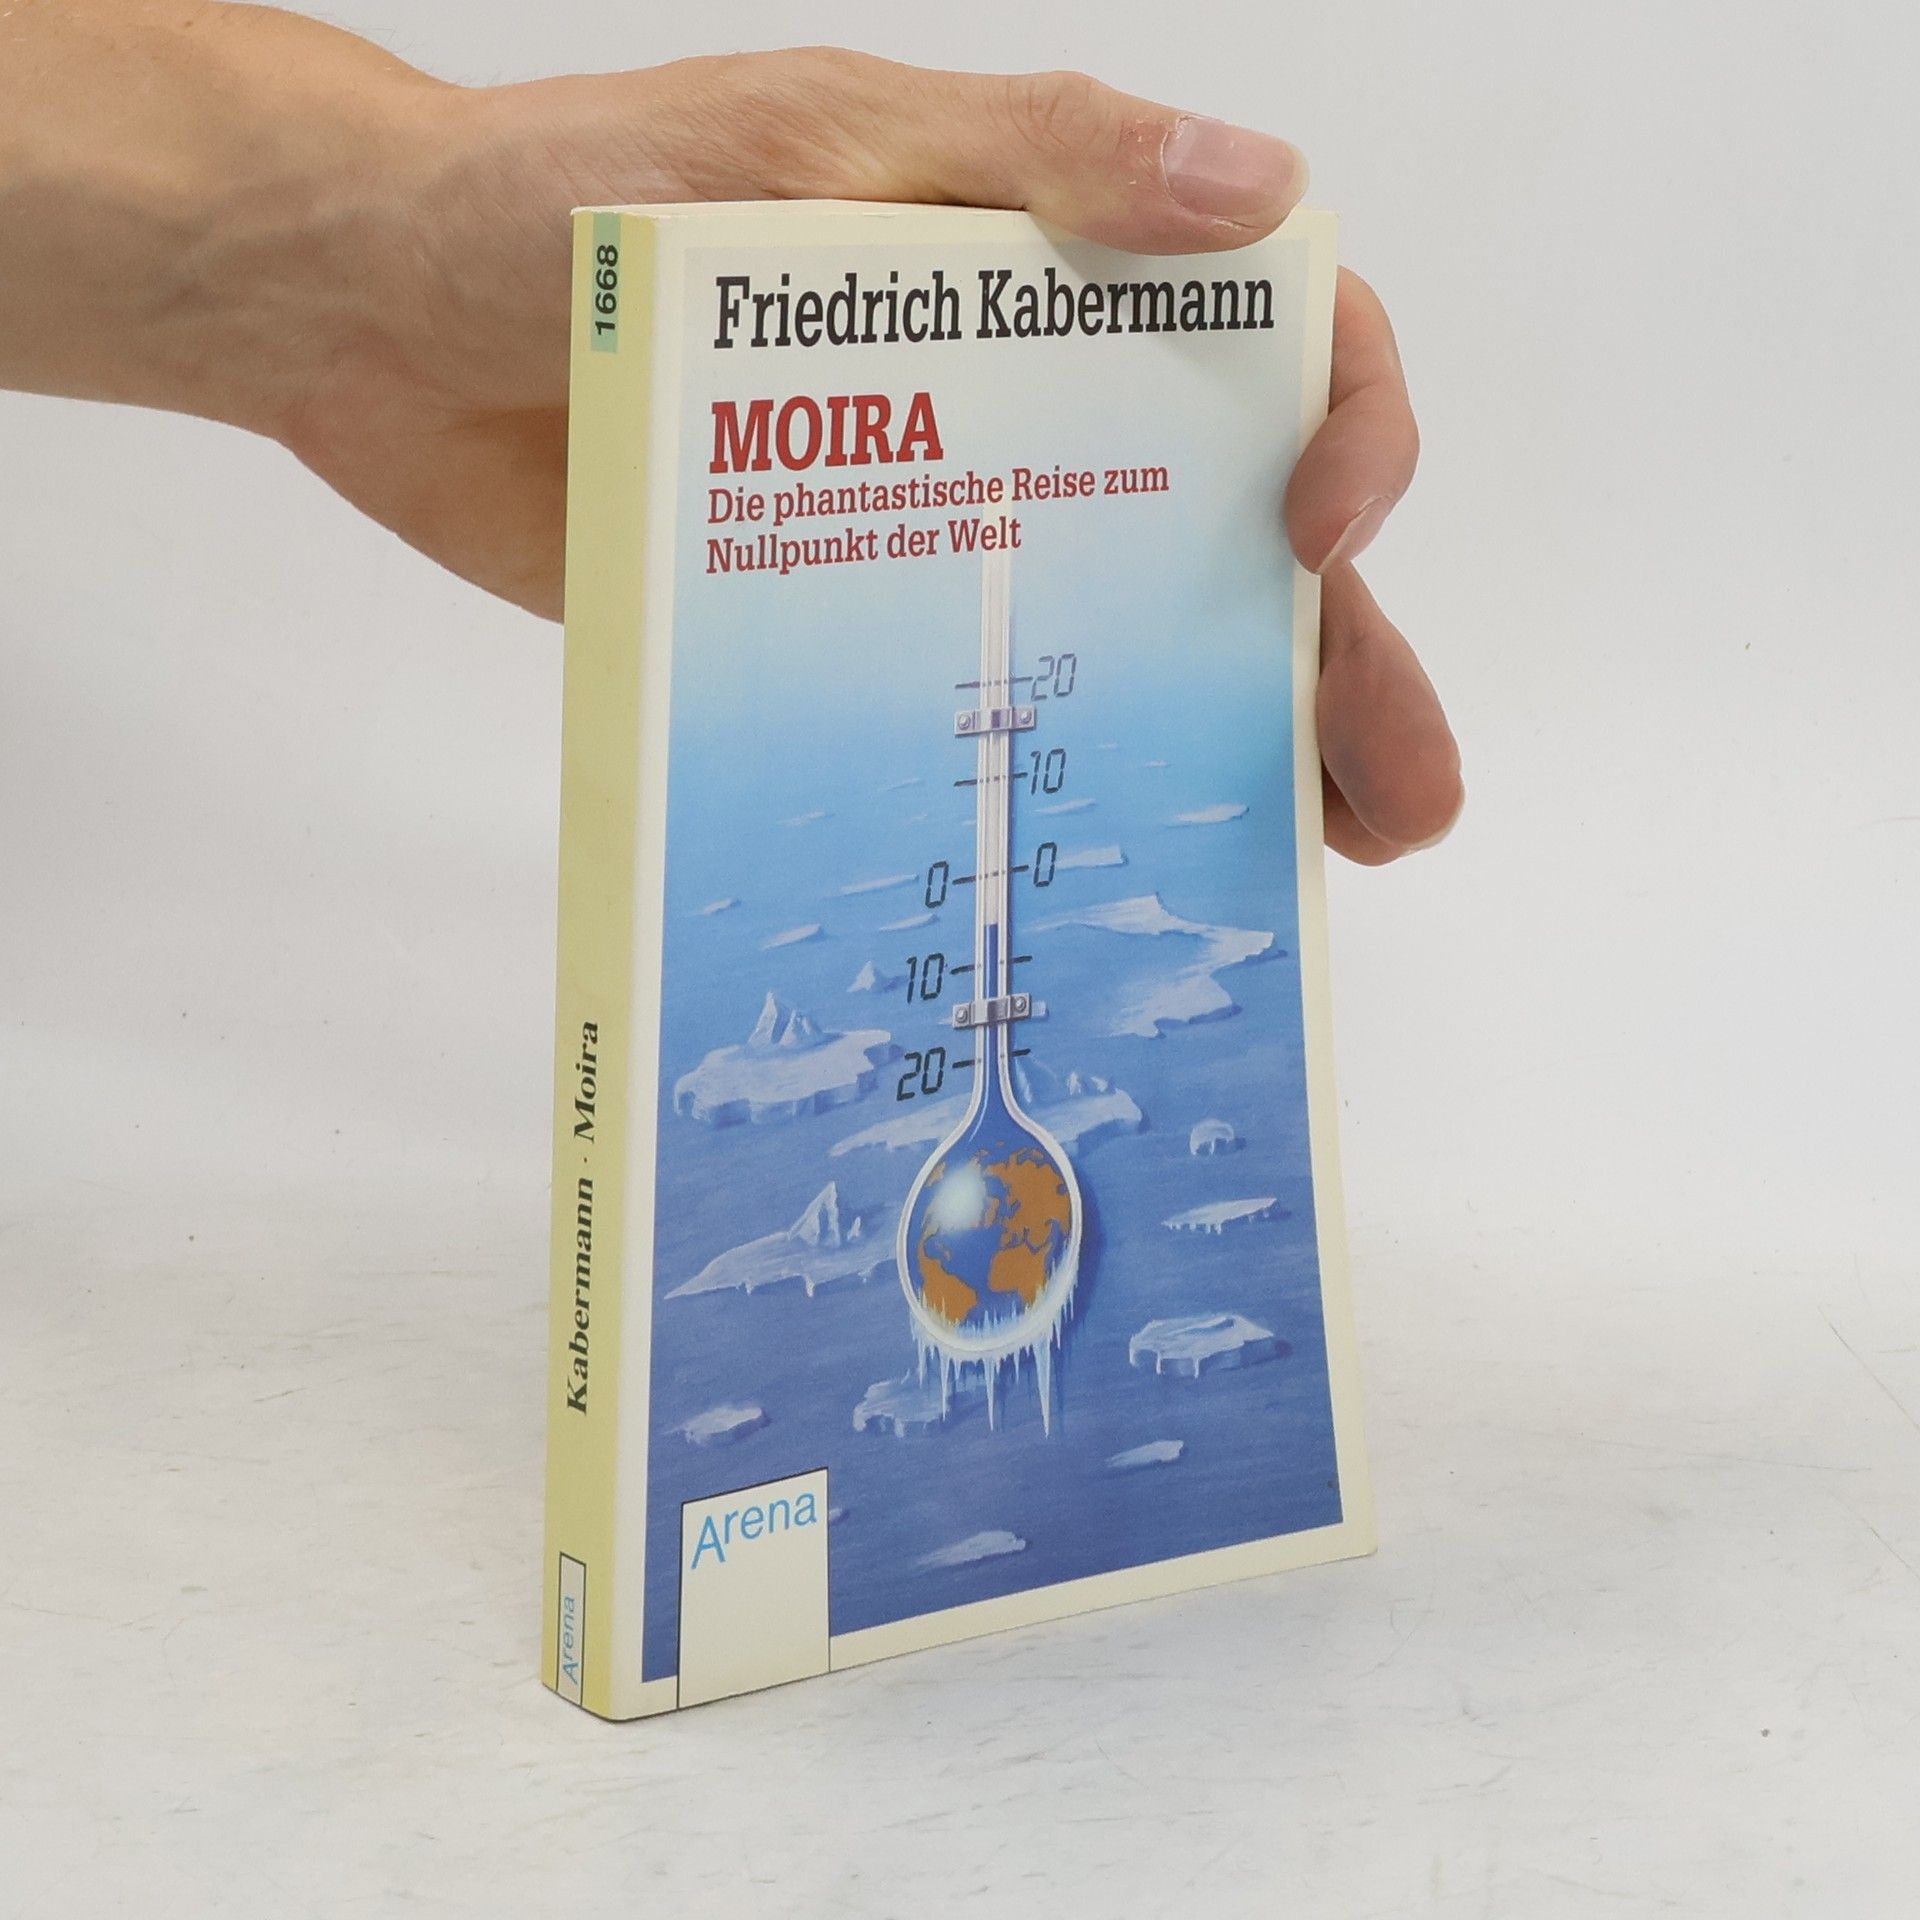 1668
Kabermann · Moira
Arena
Friedrich Kabermann
MOIRA
Die phantastische Reise zum
Nullpunkt der Welt
20
10
0 0
10
20
Arena